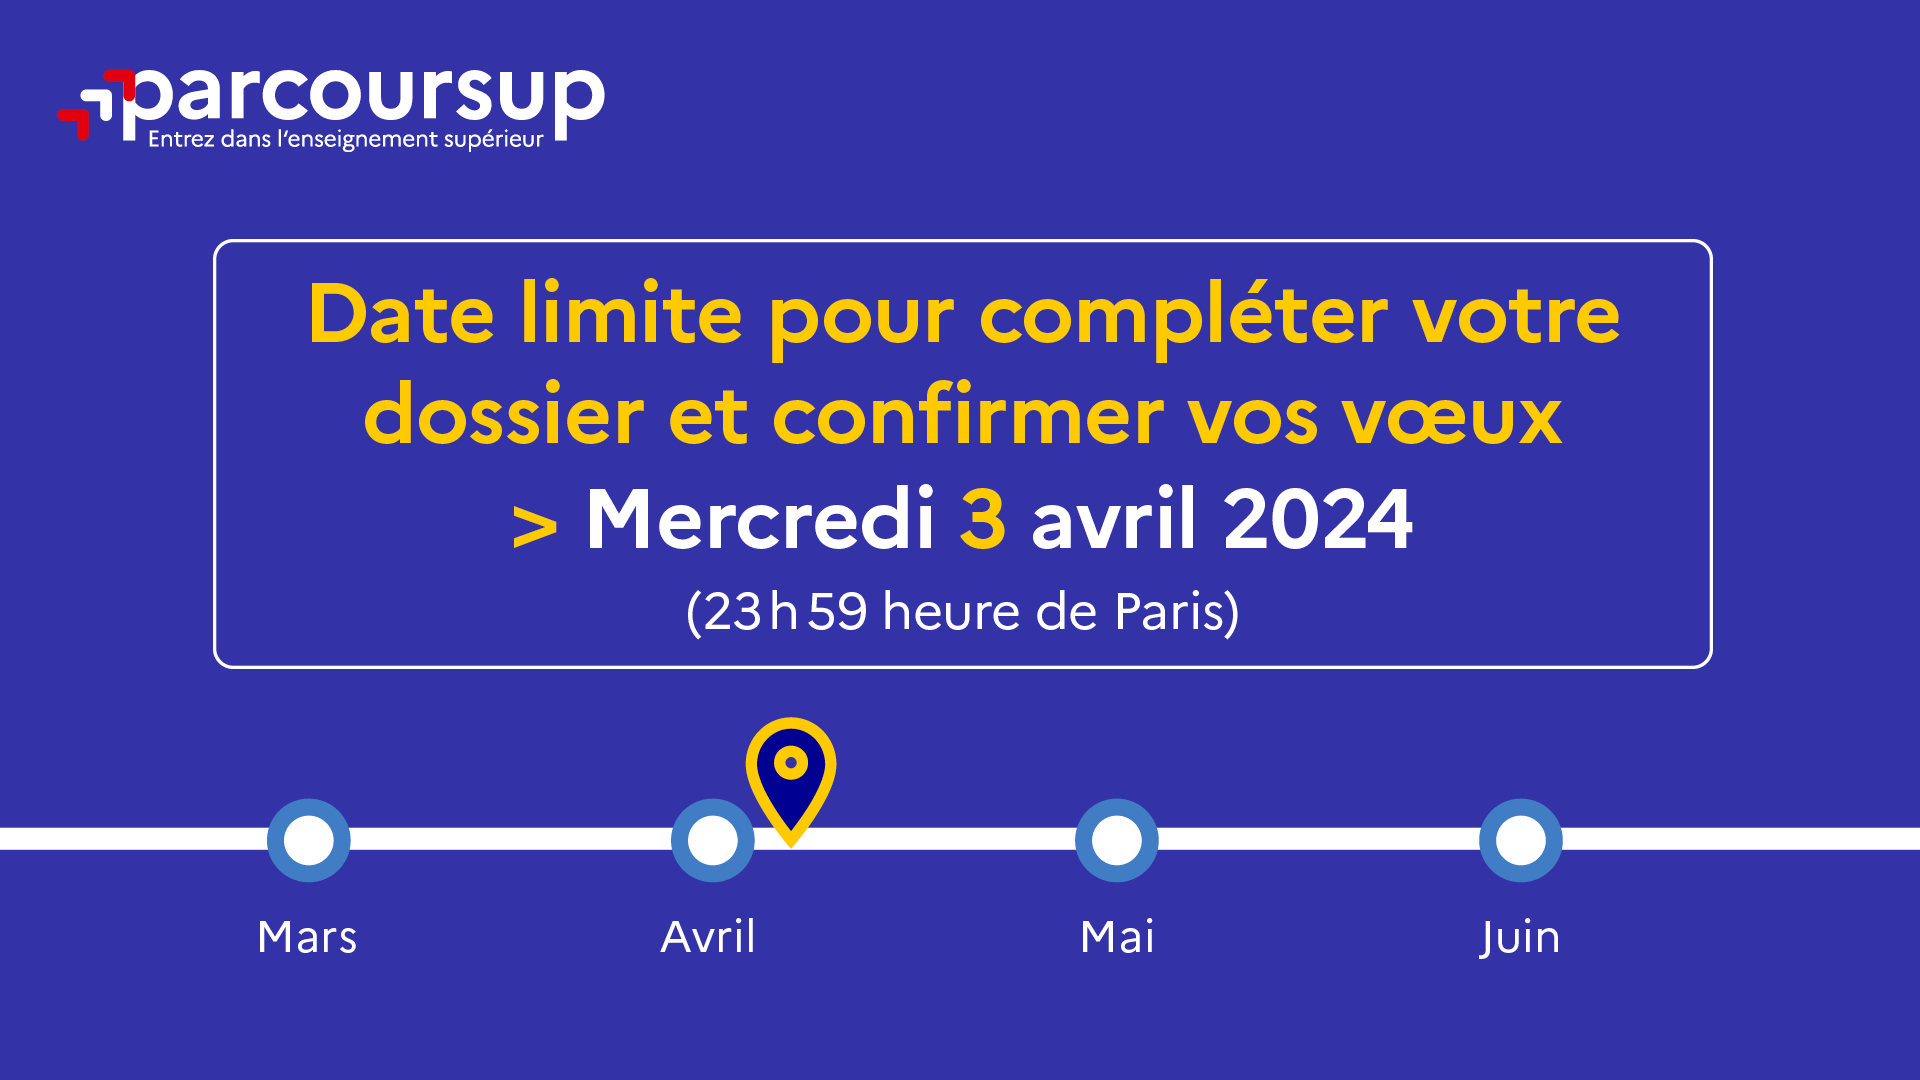 parcoursup
Entrez dans l'enseignement supérieur
Date limite pour compléter votre
dossier et confirmer vos vœux
> Mercredi 3 avril 2024
(23 h 59 heure de Paris)
Mars Avril Mai Juin